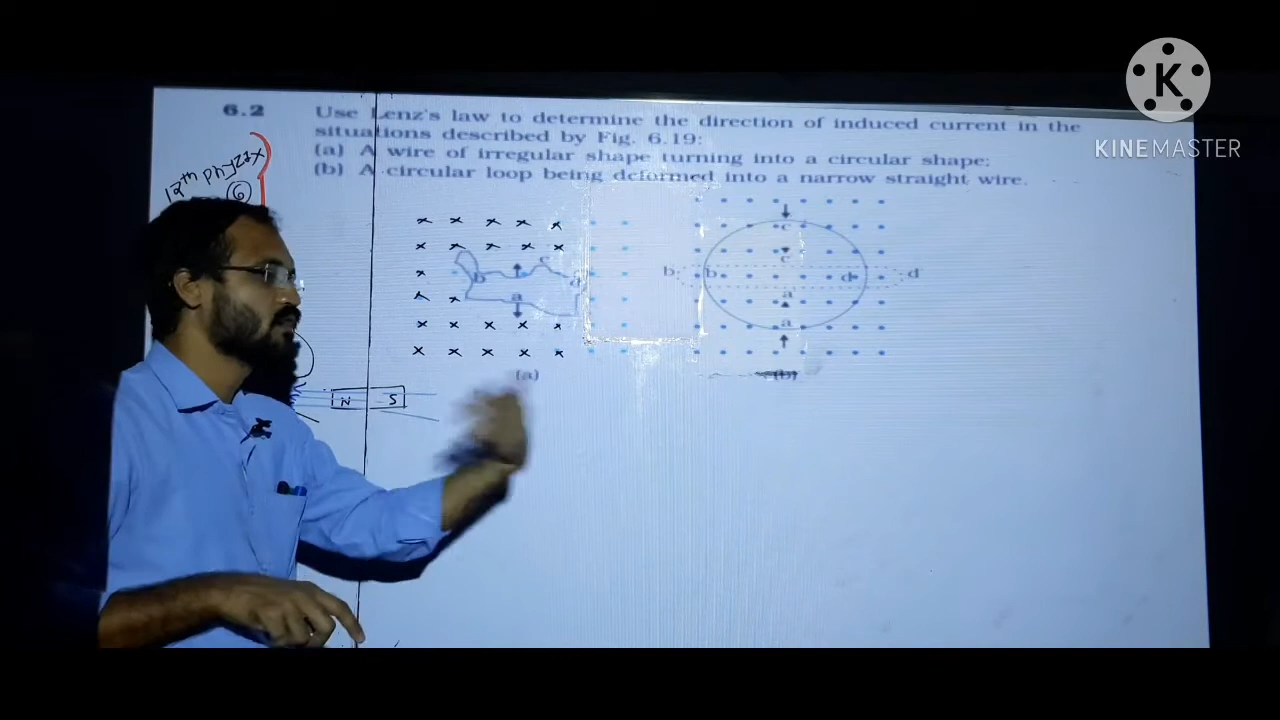 K
KINEMASTER
6.2 Use Lenz's law to determine the direction of induced current in the
situations described by Fig. 6.19:
(a) A wire of irregular shape turning into a circular shape;
(b) A circular loop being deformed into a narrow straight wire.
12th Phyzix
6
c
b d
a
(a)
c
c
b b d d
a
a
(b)
N S